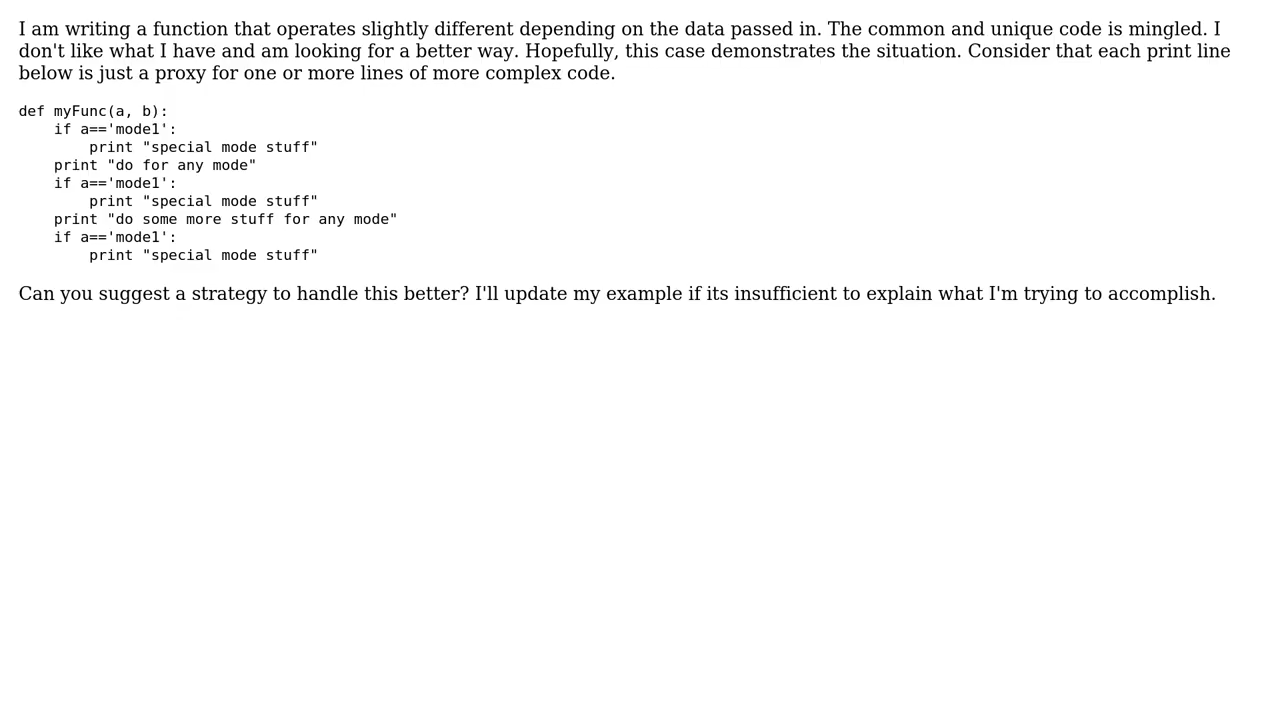 I am writing a function that operates slightly different depending on the data passed in. The common and unique code is mingled. I
don't like what I have and am looking for a better way. Hopefully, this case demonstrates the situation. Consider that each print line
below is just a proxy for one or more lines of more complex code.
def myFunc(a, b):
    if a=='mode1':
        print "special mode stuff"
    print "do for any mode"
    if a=='mode1':
        print "special mode stuff"
    print "do some more stuff for any mode"
    if a=='mode1':
        print "special mode stuff"
Can you suggest a strategy to handle this better? I'll update my example if its insufficient to explain what I'm trying to accomplish.